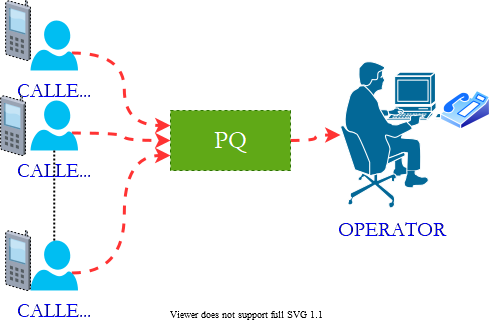 CALLE...
CALLE...
PQ
OPERATOR
CALLE...
Viewer does not support full SVG 1.1